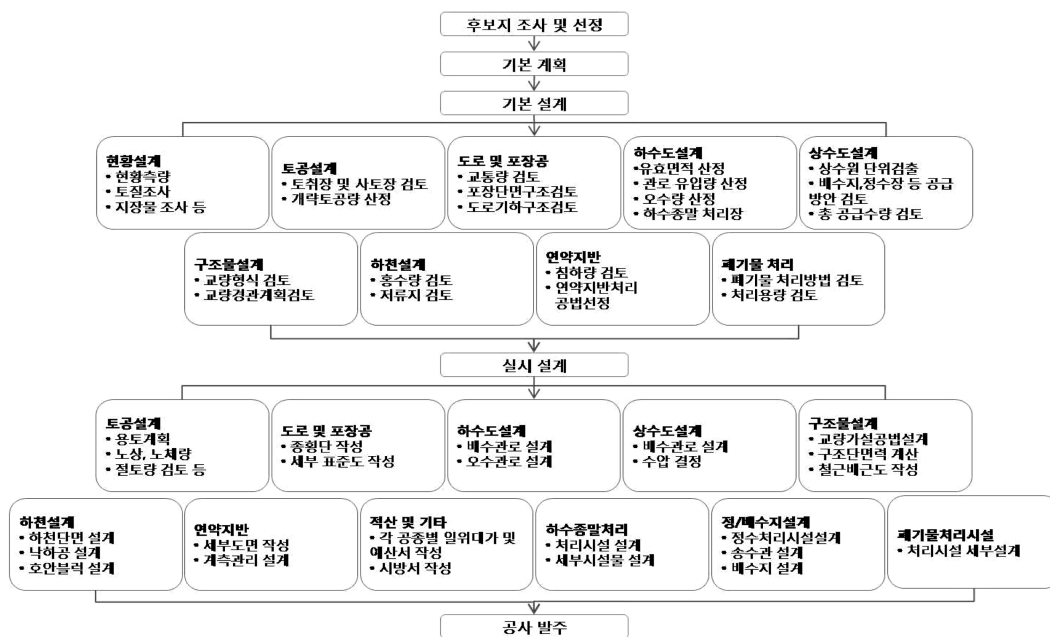 후보지 조사 및 선정
기본 계획
기본 설계
현황설계
• 현황측량
• 토질조사
• 지장물 조사 등
토공설계
• 토취장 및 사토장 검토
• 개략토공량 산정
도로 및 포장공
• 교통량 검토
• 포장단면구조검토
• 도로기하구조검토
하수도설계
•유효면적 산정
• 관로 유입량 산정
• 오수량 산정
• 하수종말 처리장
상수도설계
• 상수원 단위검출
• 배수지,정수장 등 공급
방안 검토
• 총 공급수량 검토
구조물설계
• 교량형식 검토
• 교량경관계획검토
하천설계
• 홍수량 검토
• 저류지 검토
연약지반
• 침하량 검토
• 연약지반처리
공법선정
폐기물 처리
• 폐기물 처리방법 검토
• 처리용량 검토
실시 설계
토공설계
• 용토계획
• 노상, 노체량
• 절토량 검토 등
도로 및 포장공
• 종횡단 작성
• 세부 표준도 작성
하수도설계
• 배수관로 설계
• 오수관로 설계
상수도설계
• 배수관로 설계
• 수압 결정
구조물설계
• 교량가설공법설계
• 구조단면력 계산
• 철근배근도 작성
하천설계
• 하천단면 설계
• 낙하공 설계
• 호안블럭 설계
연약지반
• 세부도면 작성
• 계측관리 설계
적산 및 기타
• 각 공종별 일위대가 및
예산서 작성
• 시방서 작성
하수종말처리
• 처리시설 설계
• 세부시설물 설계
정/배수지설계
• 정수처리시설설계
• 송수관 설계
• 배수지 설계
폐기물처리시설
• 처리시설 세부설계
공사 발주